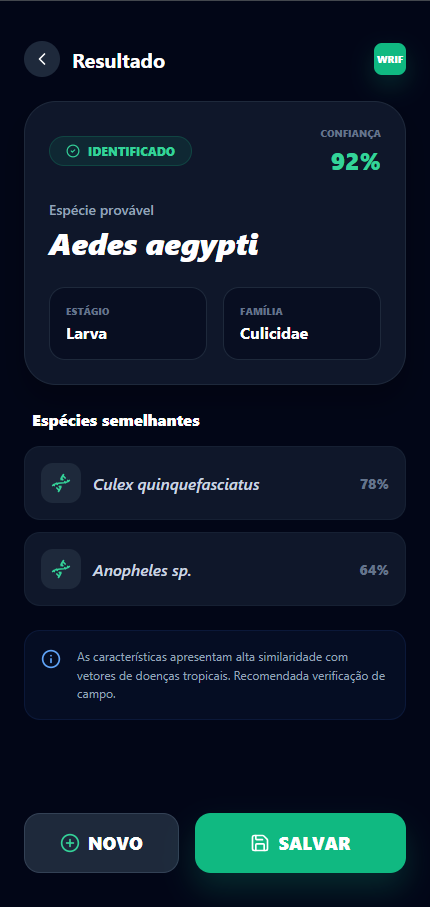 Resultado
WRIF
IDENTIFICADO
CONFIANÇA
92%
Espécie provável
Aedes aegypti
ESTÁGIO
Larva
FAMÍLIA
Culicidae
Espécies semelhantes
Culex quinquefasciatus
78%
Anopheles sp.
64%
As características apresentam alta similaridade com
vetores de doenças tropicais. Recomendada verificação de
campo.
NOVO
SALVAR